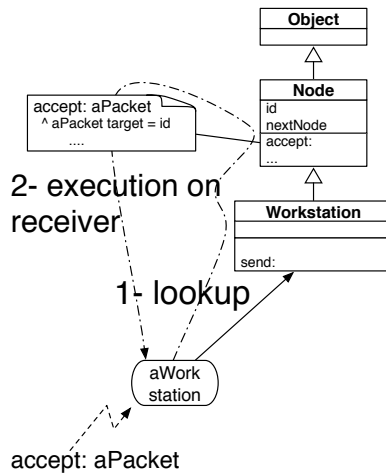 Object
Node
id
nextNode
accept:
...
accept: aPacket
^ aPacket target = id
....
2- execution on
receiver
Workstation
send:
1- lookup
aWork
station
accept: aPacket